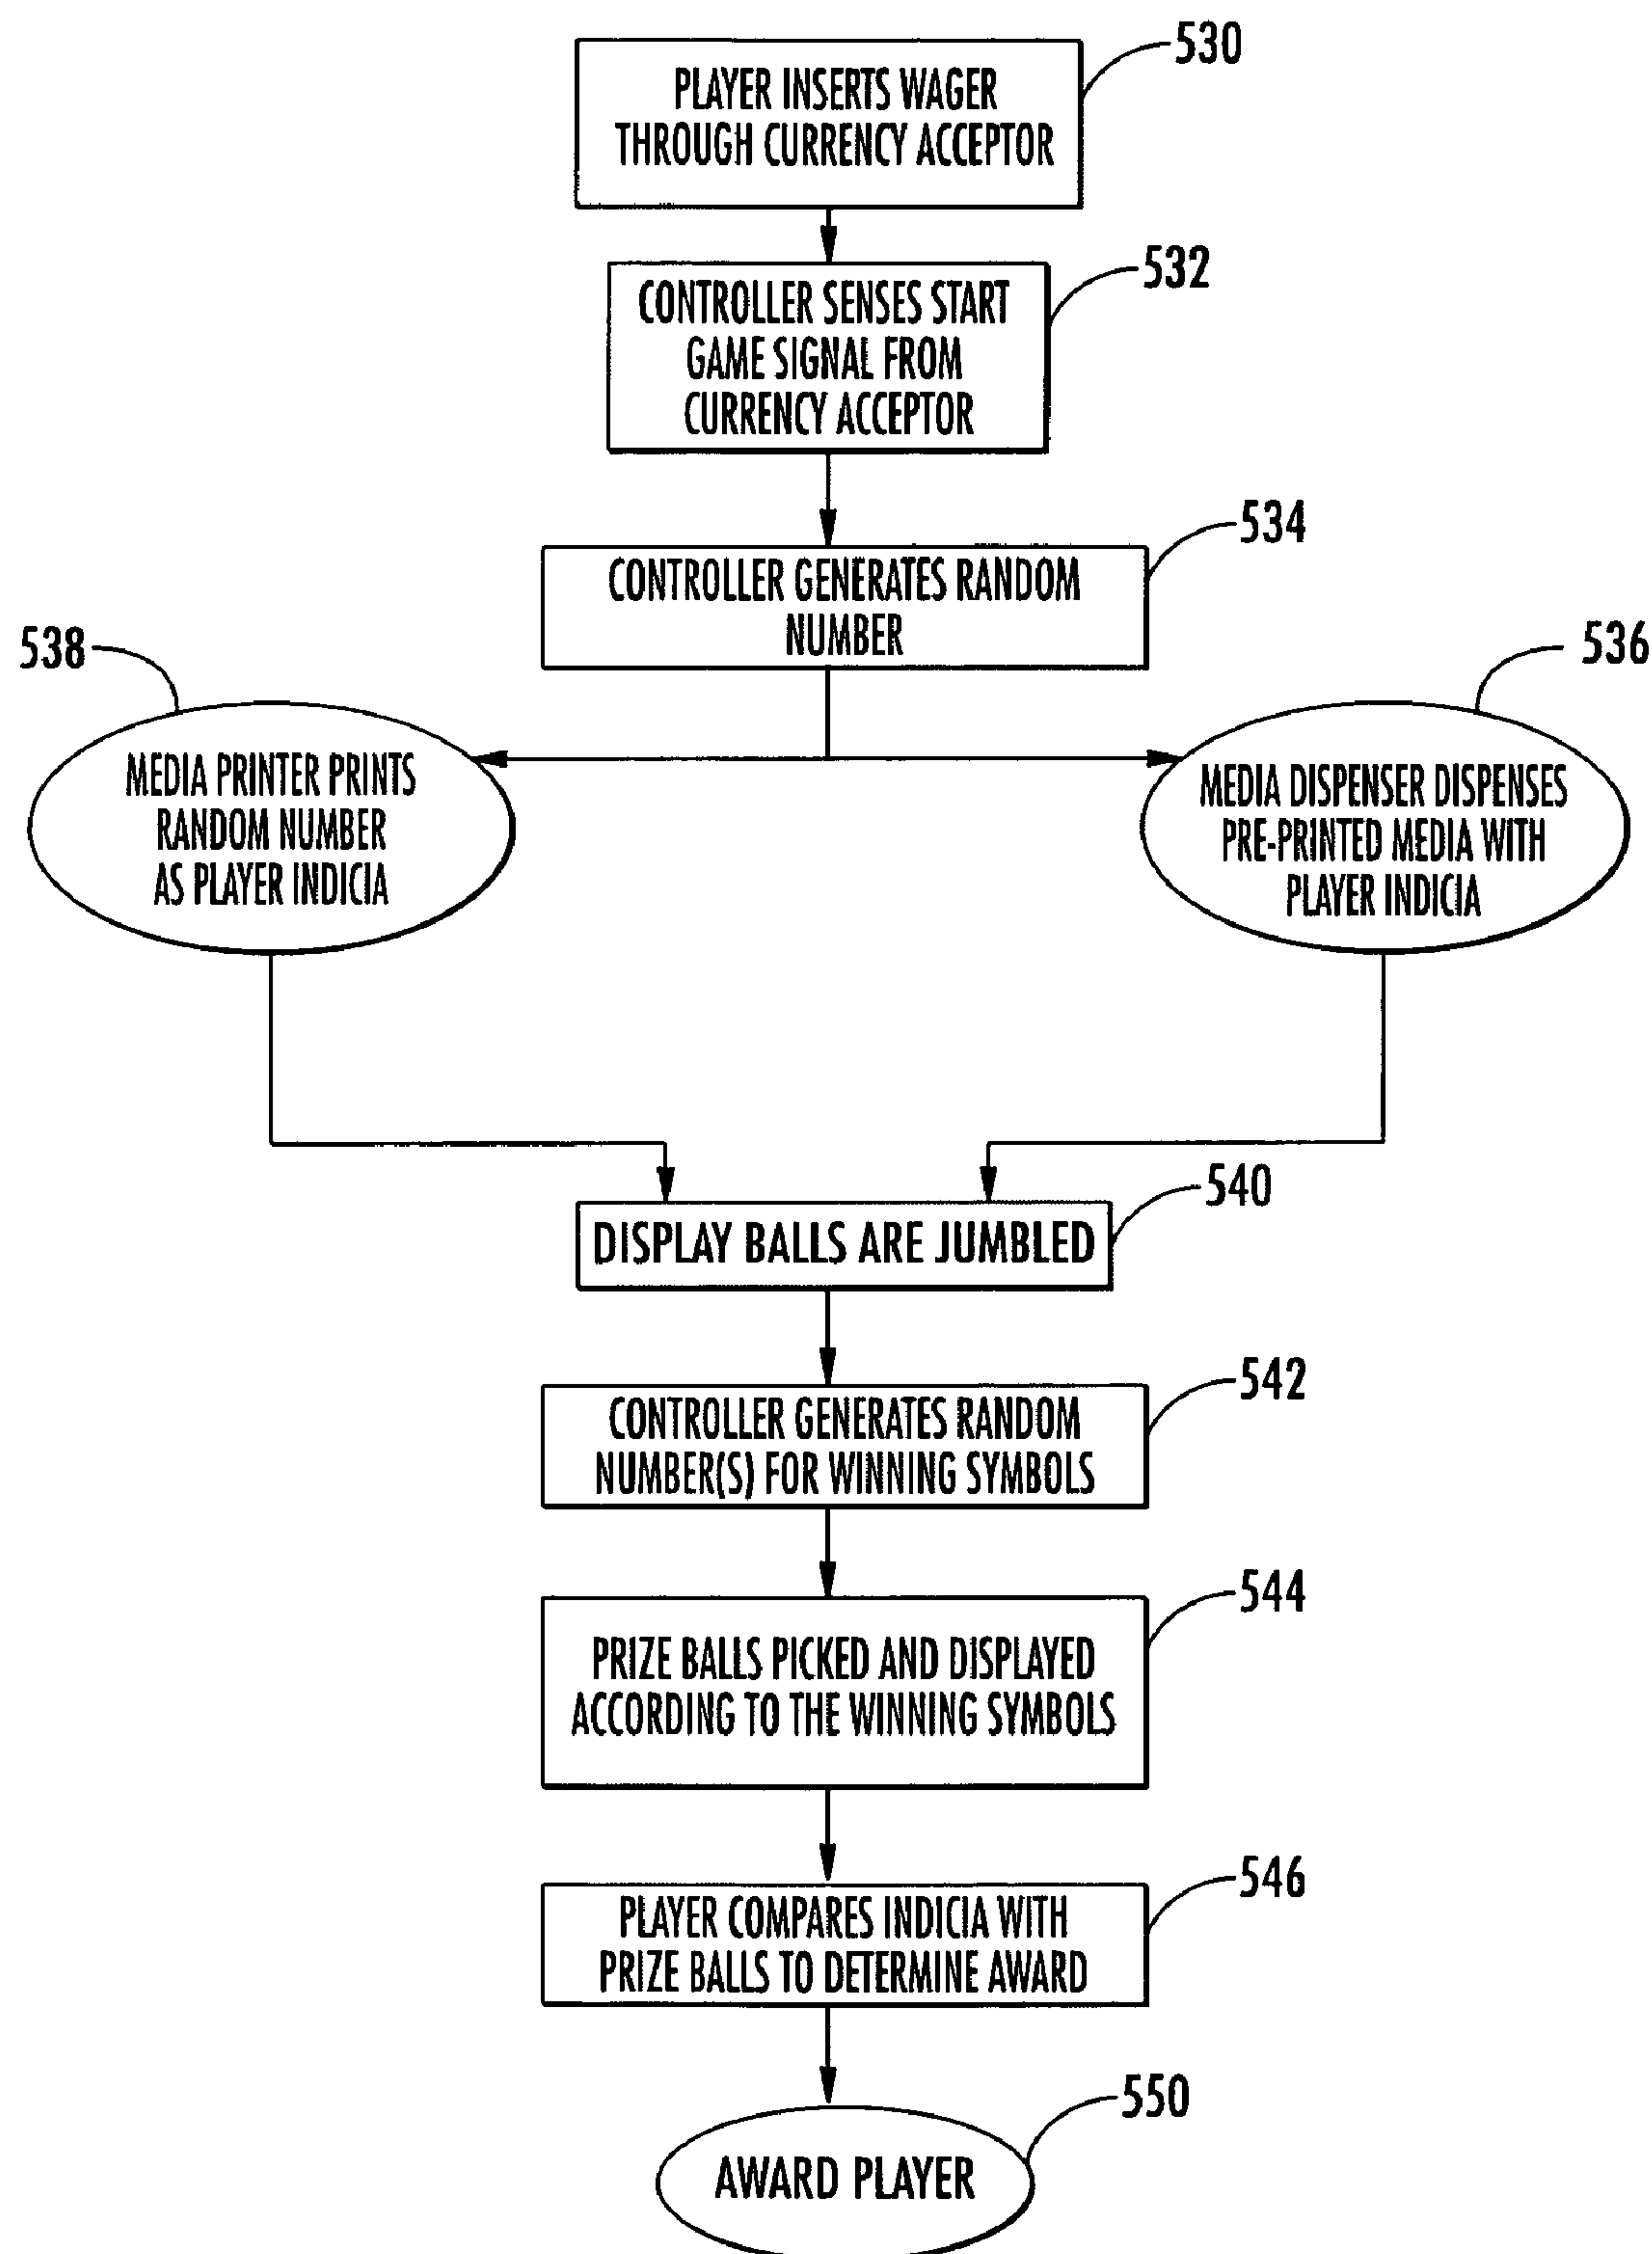 530
PLAYER INSERTS WAGER
THROUGH CURRENCY ACCEPTOR
532
CONTROLLER SENSES START
GAME SIGNAL FROM
CURRENCY ACCEPTOR
534
CONTROLLER GENERATES RANDOM
NUMBER
538
MEDIA PRINTER PRINTS
RANDOM NUMBER
AS PLAYER INDICIA
536
MEDIA DISPENSER DISPENSES
PRE-PRINTED MEDIA WITH
PLAYER INDICIA
540
DISPLAY BALLS ARE JUMBLED
542
CONTROLLER GENERATES RANDOM
NUMBER(S) FOR WINNING SYMBOLS
544
PRIZE BALLS PICKED AND DISPLAYED
ACCORDING TO THE WINNING SYMBOLS
546
PLAYER COMPARES INDICIA WITH
PRIZE BALLS TO DETERMINE AWARD
550
AWARD PLAYER